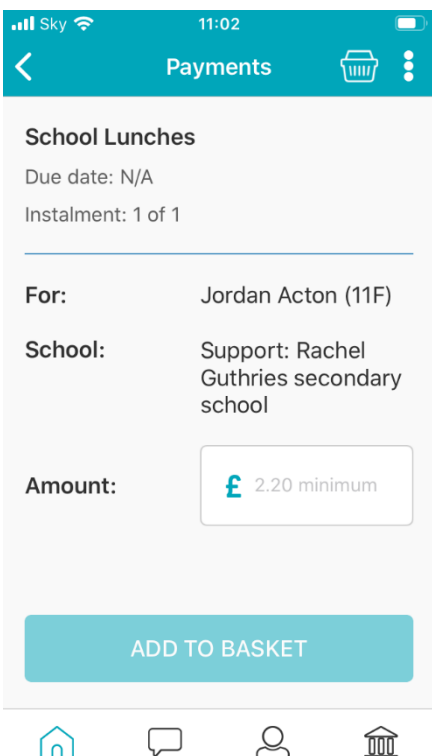 Sky 11:02
Payments
School Lunches
Due date: N/A
Instalment: 1 of 1
For: Jordan Acton (11F)
School: Support: Rachel
Guthries secondary
school
Amount: £ 2.20 minimum
ADD TO BASKET